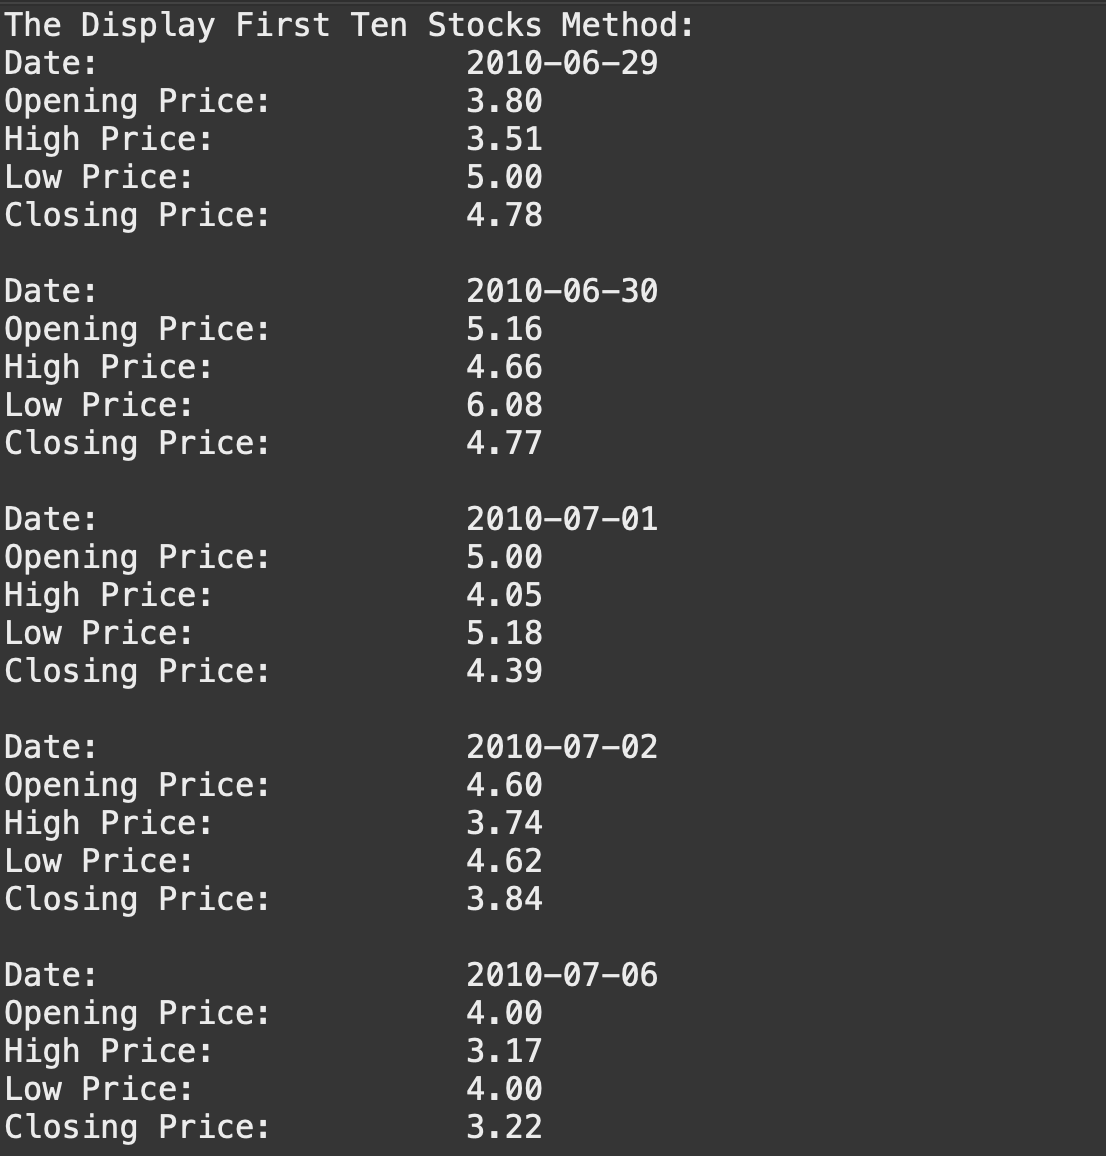 The Display First Ten Stocks Method:
Date: 2010-06-29
Opening Price: 3.80
High Price: 3.51
Low Price: 5.00
Closing Price: 4.78
Date: 2010-06-30
Opening Price: 5.16
High Price: 4.66
Low Price: 6.08
Closing Price: 4.77
Date: 2010-07-01
Opening Price: 5.00
High Price: 4.05
Low Price: 5.18
Closing Price: 4.39
Date: 2010-07-02
Opening Price: 4.60
High Price: 3.74
Low Price: 4.62
Closing Price: 3.84
Date: 2010-07-06
Opening Price: 4.00
High Price: 3.17
Low Price: 4.00
Closing Price: 3.22